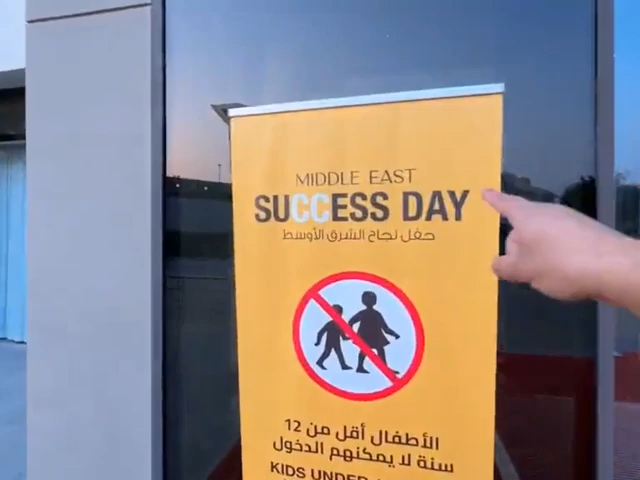 MIDDLE EAST
SUCCESS DAY
حفل نجاح الشرق الأوسط
الأطفال أقل من 12
سنة لا يمكنهم الدخول
KIDS UNDER